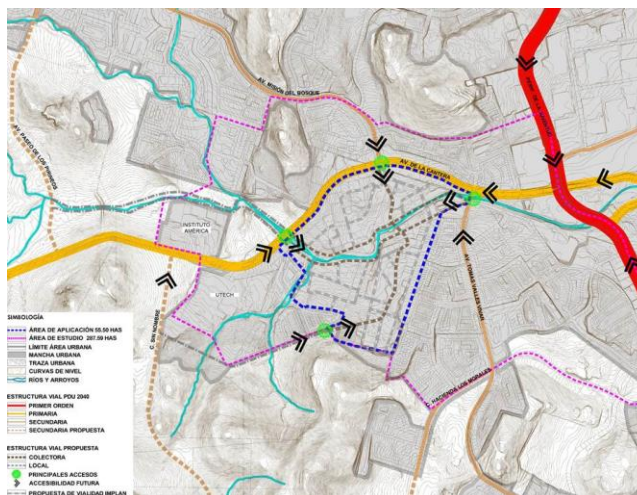 AV. MISIÓN DEL BOSQUE
AV. PASEO DE LOS
AV. DE LA CANTERA
INSTITUTO
AMÉRICA
UTECH
C. SIN NOMBRE
AV. TOMÁS VALLES VIVAR
C. HACIENDA LOS MORALES
SIMBOLOGÍA
ÁREA DE APLICACIÓN 55.50 HAS
ÁREA DE ESTUDIO 207.59 HAS
LÍMITE ÁREA URBANA
MANCHA URBANA
TRAZA URBANA
CURVAS DE NIVEL
RÍOS Y ARROYOS
ESTRUCTURA VIAL PDU 2040
PRIMER ORDEN
PRIMARIA
SECUNDARIA
SECUNDARIA PROPUESTA
ESTRUCTURA VIAL PROPUESTA
COLECTORA
LOCAL
PRINCIPALES ACCESOS
ACCESIBILIDAD FUTURA
PROPUESTA DE VIALIDAD IMPLAN